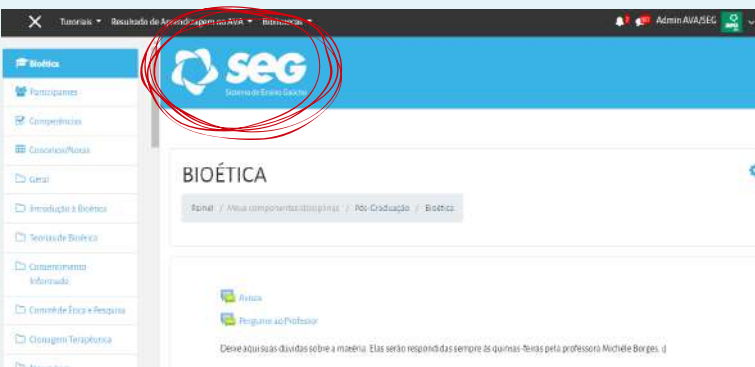 Tutoriais Resultado de Aprendizagem no AVA Bibliotecas Admin AVA/SEG
Bioética
Participantes
Competências
Conceitos/Notas
Geral
Introdução à Bioética
Teorias de Bioética
Consentimento
Informado
Comitê de Ética e Pesquisa
Clonagem Terapêutica
seg
Sistema de Ensino Gaúcho
BIOÉTICA
Painel / Meus componentes/disciplinas / Pós-Graduação / Bioética
Avisos
Pergunte ao Professor
Deixe aqui suas dúvidas sobre a matéria. Elas serão respondidas sempre às quintas-feiras pela professora Michéle Borges. :)